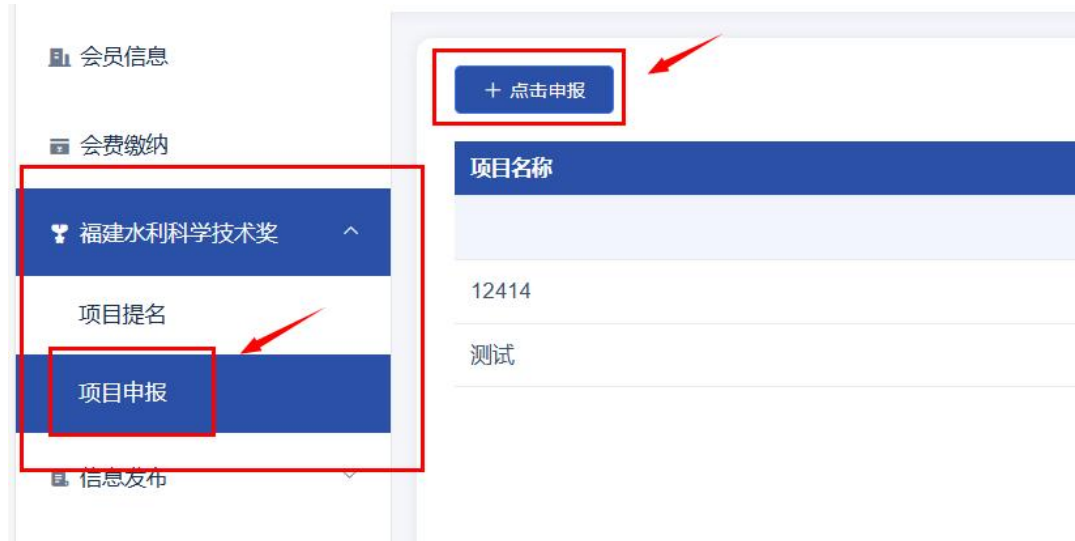 会员信息
会费缴纳
福建水利科学技术奖
项目提名
项目申报
信息发布
+ 点击申报
项目名称
12414
测试